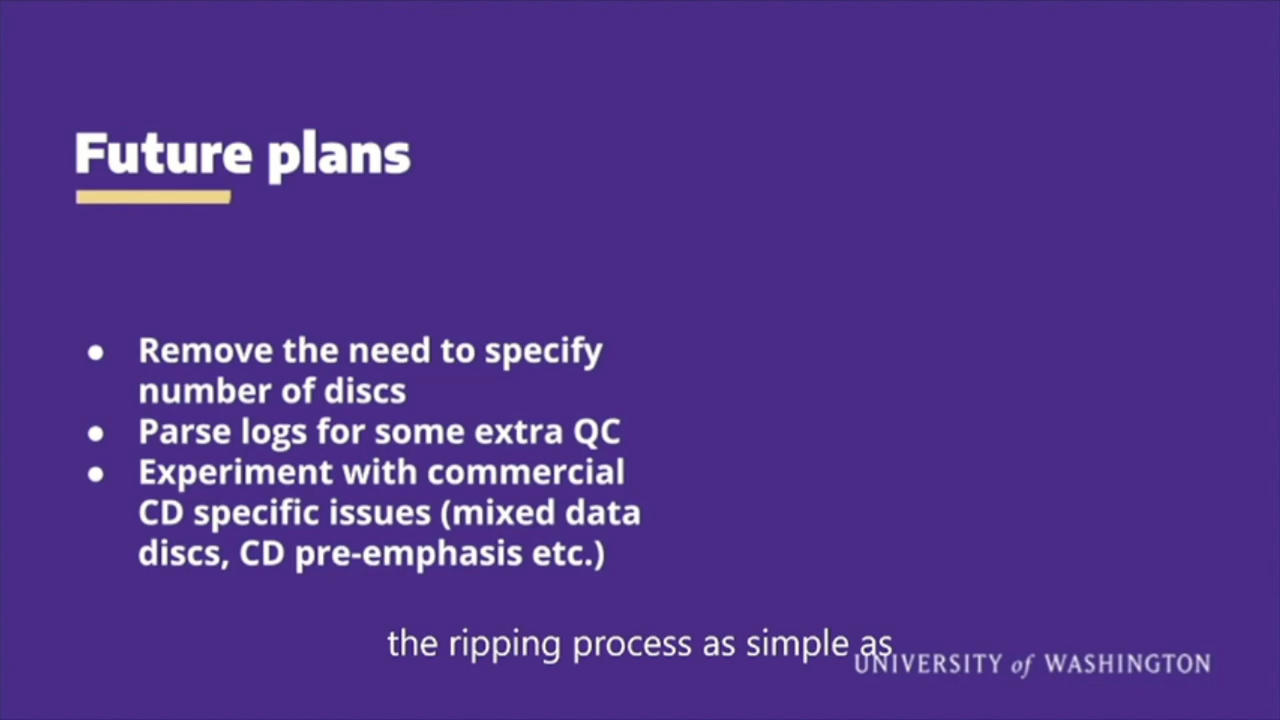 Future plans
● Remove the need to specify
number of discs
● Parse logs for some extra QC
● Experiment with commercial
CD specific issues (mixed data
discs, CD pre-emphasis etc.)
the ripping process as simple as
UNIVERSITY of WASHINGTON